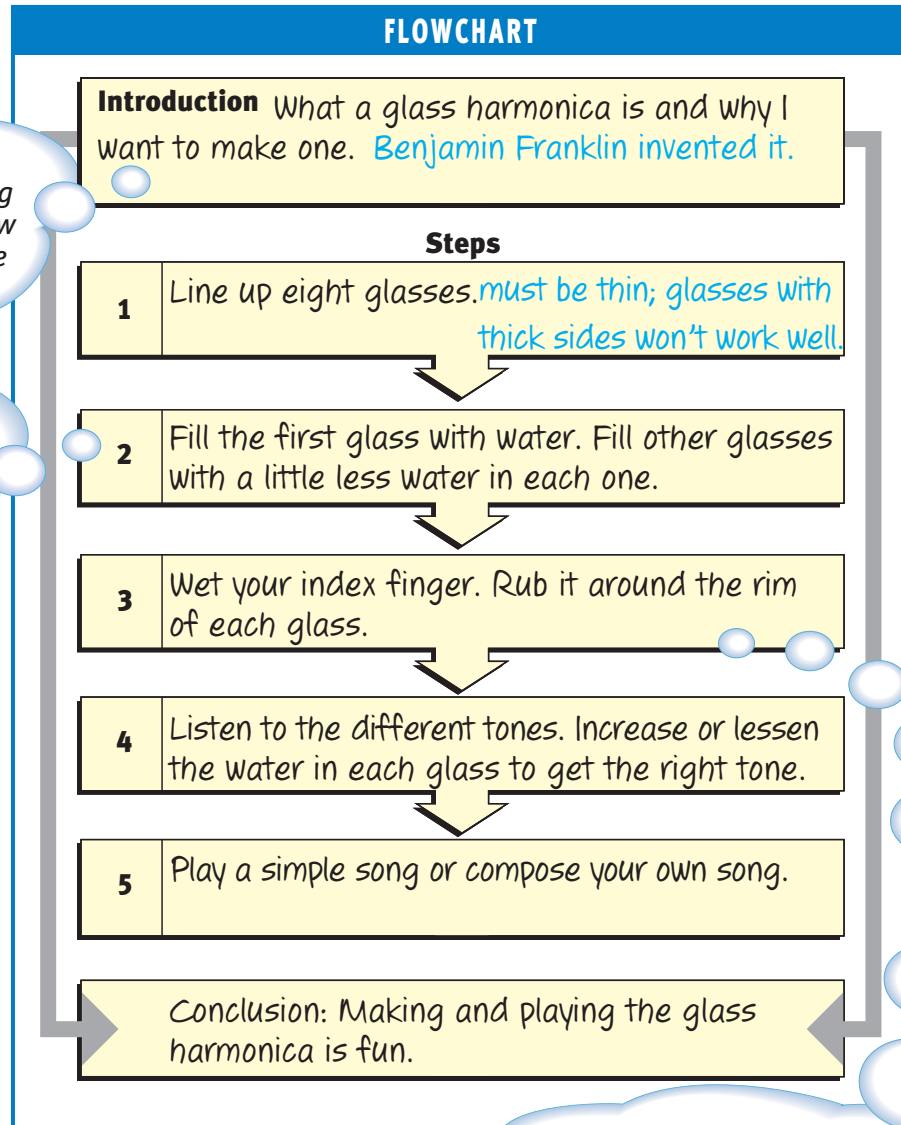 FLOWCHART
Introduction What a glass harmonica is and why I
want to make one. Benjamin Franklin invented it.
Steps
1 Line up eight glasses. must be thin; glasses with
thick sides won't work well.
2 Fill the first glass with water. Fill other glasses
with a little less water in each one.
3 Wet your index finger. Rub it around the rim
of each glass.
4 Listen to the different tones. Increase or lessen
the water in each glass to get the right tone.
5 Play a simple song or compose your own song.
Conclusion: Making and playing the glass
harmonica is fun.